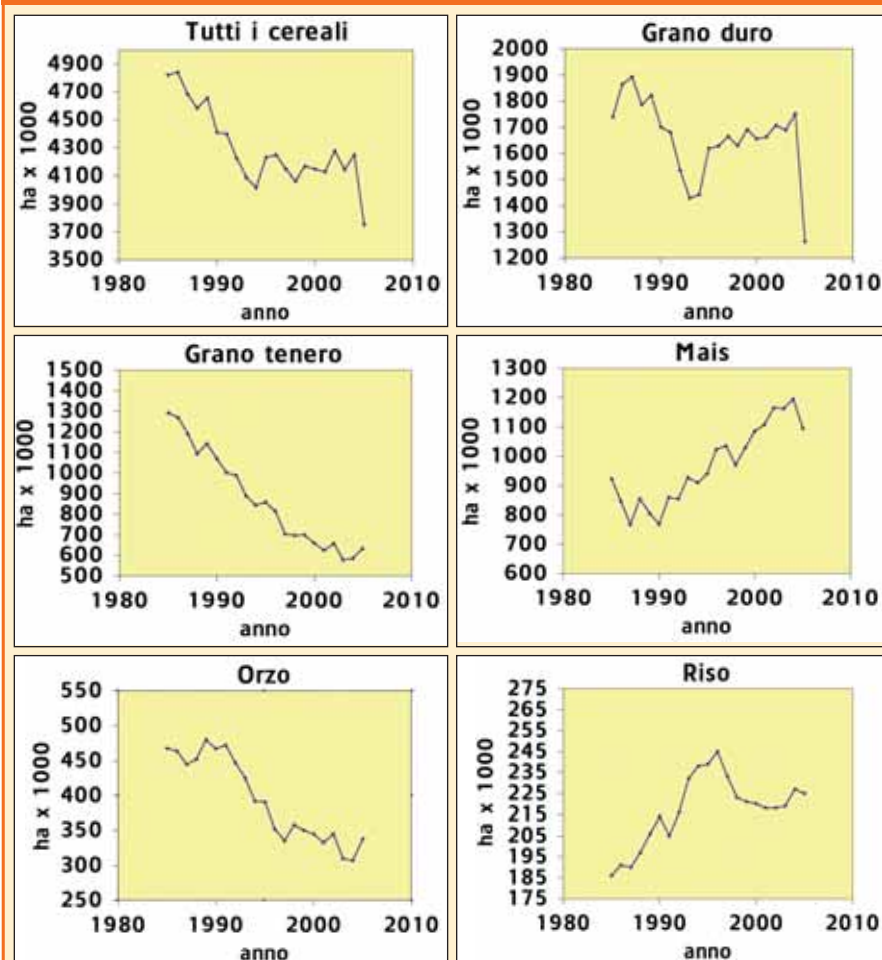 Tutti i cereali
4900
4700
4500
4300
4100
3900
3700
3500
ha x 1000
1980 1990 2000 2010
anno
Grano duro
2000
1900
1800
1700
1600
1500
1400
1300
1200
ha x 1000
1980 1990 2000 2010
anno
Grano tenero
1500
1400
1300
1200
1100
1000
900
800
700
600
500
ha x 1000
1980 1990 2000 2010
anno
Mais
1300
1200
1100
1000
900
800
700
600
ha x 1000
1980 1990 2000 2010
anno
Orzo
550
500
450
400
350
300
250
ha x 1000
1980 1990 2000 2010
anno
Riso
275
265
255
245
235
225
215
205
195
185
175
ha x 1000
1980 1990 2000 2010
anno